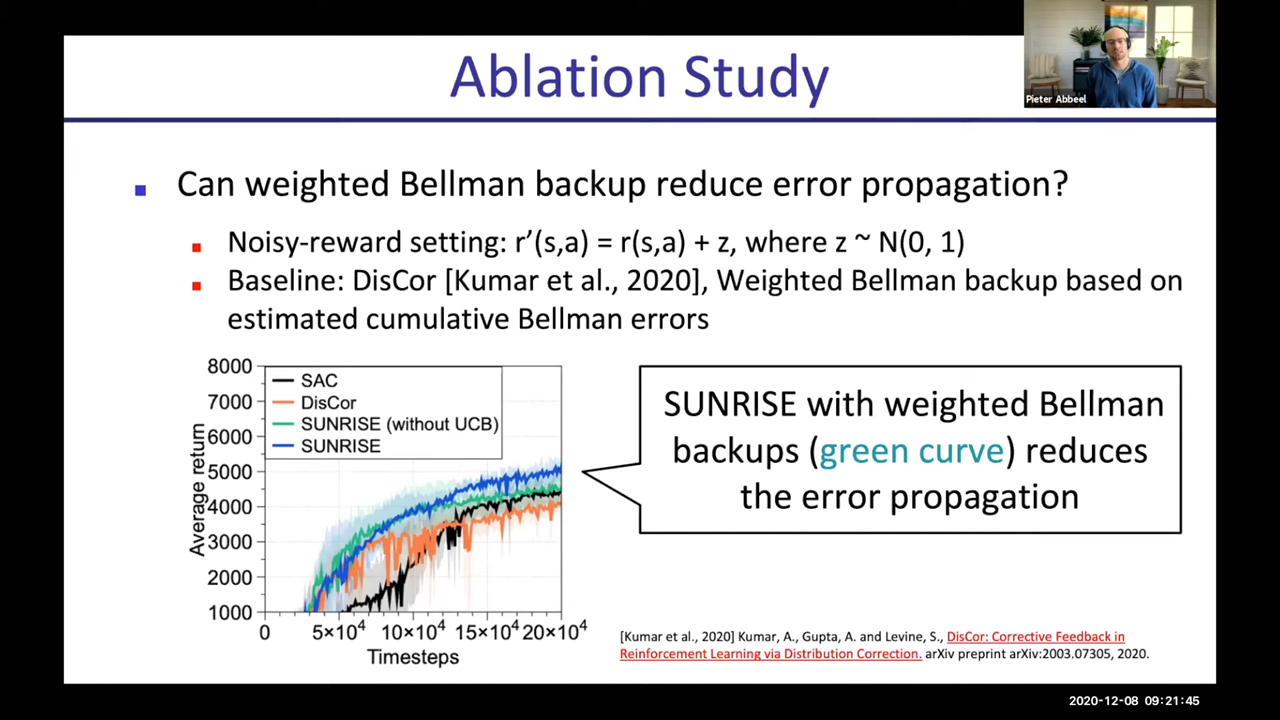 Ablation Study
Pieter Abbeel
Can weighted Bellman backup reduce error propagation?
Noisy-reward setting: r’(s,a) = r(s,a) + z, where z ~ N(0, 1)
Baseline: DisCor [Kumar et al., 2020], Weighted Bellman backup based on
estimated cumulative Bellman errors
8000
7000
6000
5000
4000
3000
2000
1000
Average return
SAC
DisCor
SUNRISE (without UCB)
SUNRISE
0
5×10⁴
10×10⁴
15×10⁴
20×10⁴
Timesteps
SUNRISE with weighted Bellman
backups (green curve) reduces
the error propagation
[Kumar et al., 2020] Kumar, A., Gupta, A. and Levine, S., DisCor: Corrective Feedback in
Reinforcement Learning via Distribution Correction. arXiv preprint arXiv:2003.07305, 2020.
2020-12-08 09:21:45